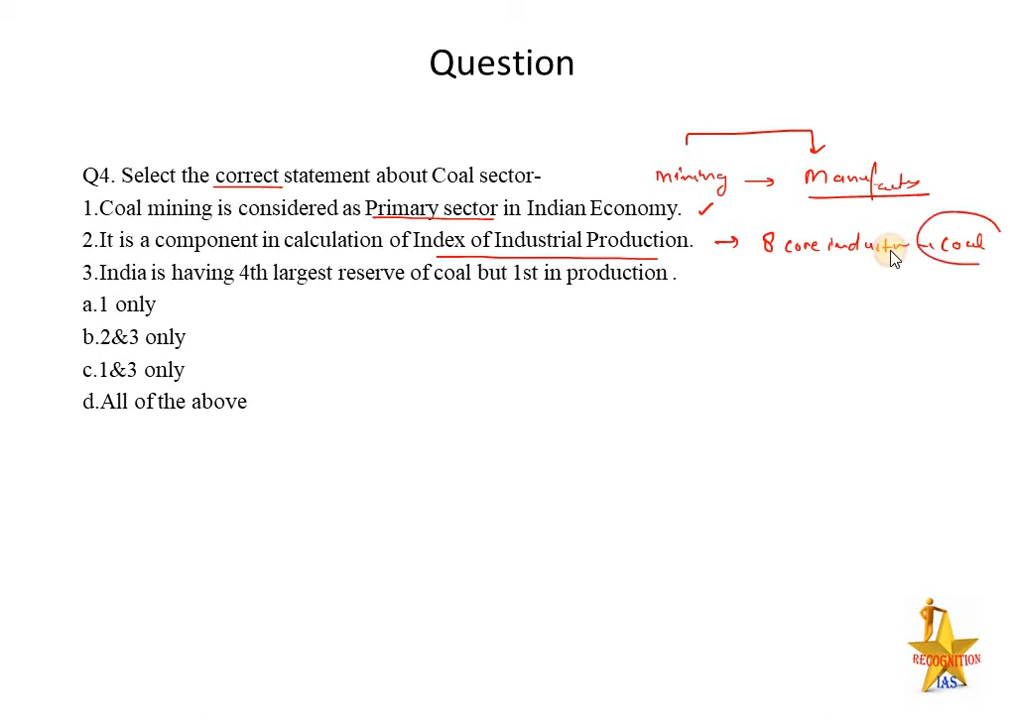 Question
mining → Manufacts
Q4. Select the correct statement about Coal sector-
1.Coal mining is considered as Primary sector in Indian Economy. ✓
2.It is a component in calculation of Index of Industrial Production. → 8 core industry coal
3.India is having 4th largest reserve of coal but 1st in production .
a.1 only
b.2&3 only
c.1&3 only
d.All of the above
RECOGNITION
IAS